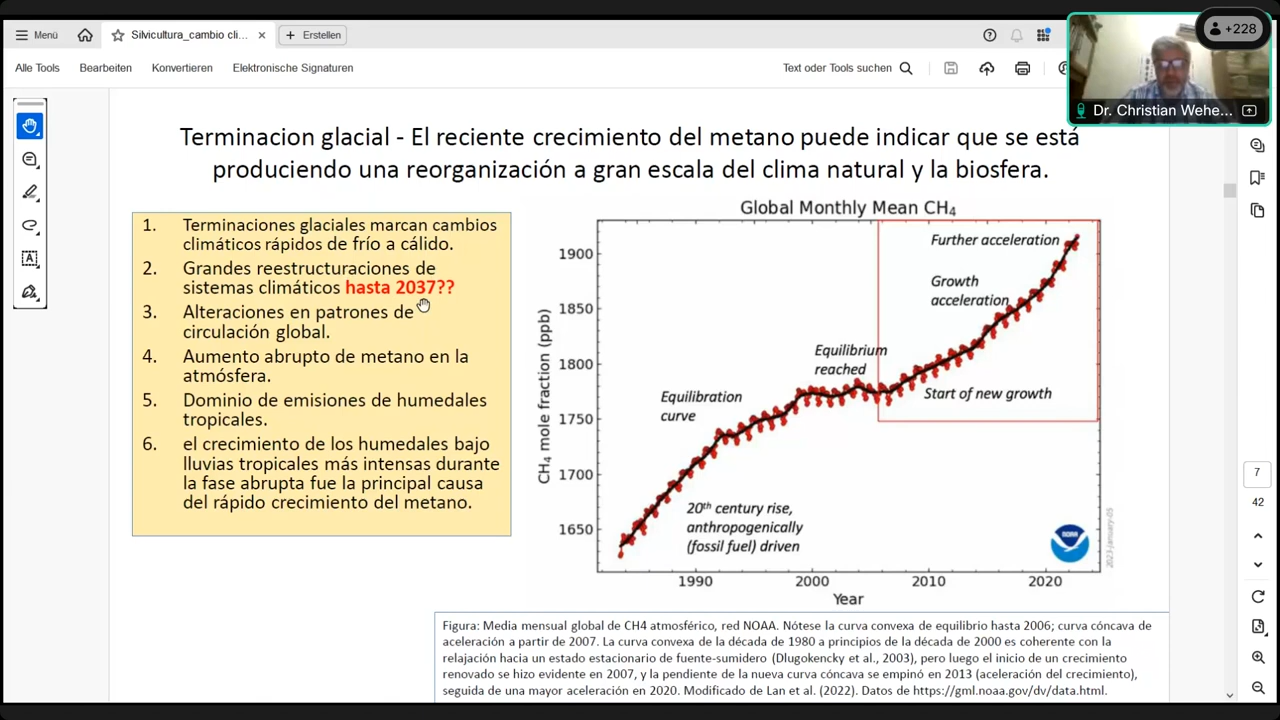 Menú
Silvicultura_cambio cli...
Erstellen
+228
Alle Tools
Bearbeiten
Konvertieren
Elektronische Signaturen
Text oder Tools suchen
Dr. Christian Wehe...
Terminacion glacial - El reciente crecimiento del metano puede indicar que se está
produciendo una reorganización a gran escala del clima natural y la biosfera.
1. Terminaciones glaciales marcan cambios
climáticos rápidos de frío a cálido.
2. Grandes reestructuraciones de
sistemas climáticos hasta 2037??
3. Alteraciones en patrones de
circulación global.
4. Aumento abrupto de metano en la
atmósfera.
5. Dominio de emisiones de humedales
tropicales.
6. el crecimiento de los humedales bajo
lluvias tropicales más intensas durante
la fase abrupta fue la principal causa
del rápido crecimiento del metano.
Global Monthly Mean CH₄
CH₄ mole fraction (ppb)
1900
1850
1800
1750
1700
1650
Further acceleration
Growth
acceleration
Equilibrium
reached
Start of new growth
Equilibration
curve
20th century rise,
anthropogenically
(fossil fuel) driven
NOAA
2023-january-05
1990
2000
2010
2020
Year
7
42
Figura: Media mensual global de CH4 atmosférico, red NOAA. Nótese la curva convexa de equilibrio hasta 2006; curva cóncava de
aceleración a partir de 2007. La curva convexa de la década de 1980 a principios de la década de 2000 es coherente con la
relajación hacia un estado estacionario de fuente-sumidero (Dlugokencky et al., 2003), pero luego el inicio de un crecimiento
renovado se hizo evidente en 2007, y la pendiente de la nueva curva cóncava se empinó en 2013 (aceleración del crecimiento),
seguida de una mayor aceleración en 2020. Modificado de Lan et al. (2022). Datos de https://gml.noaa.gov/dv/data.html.